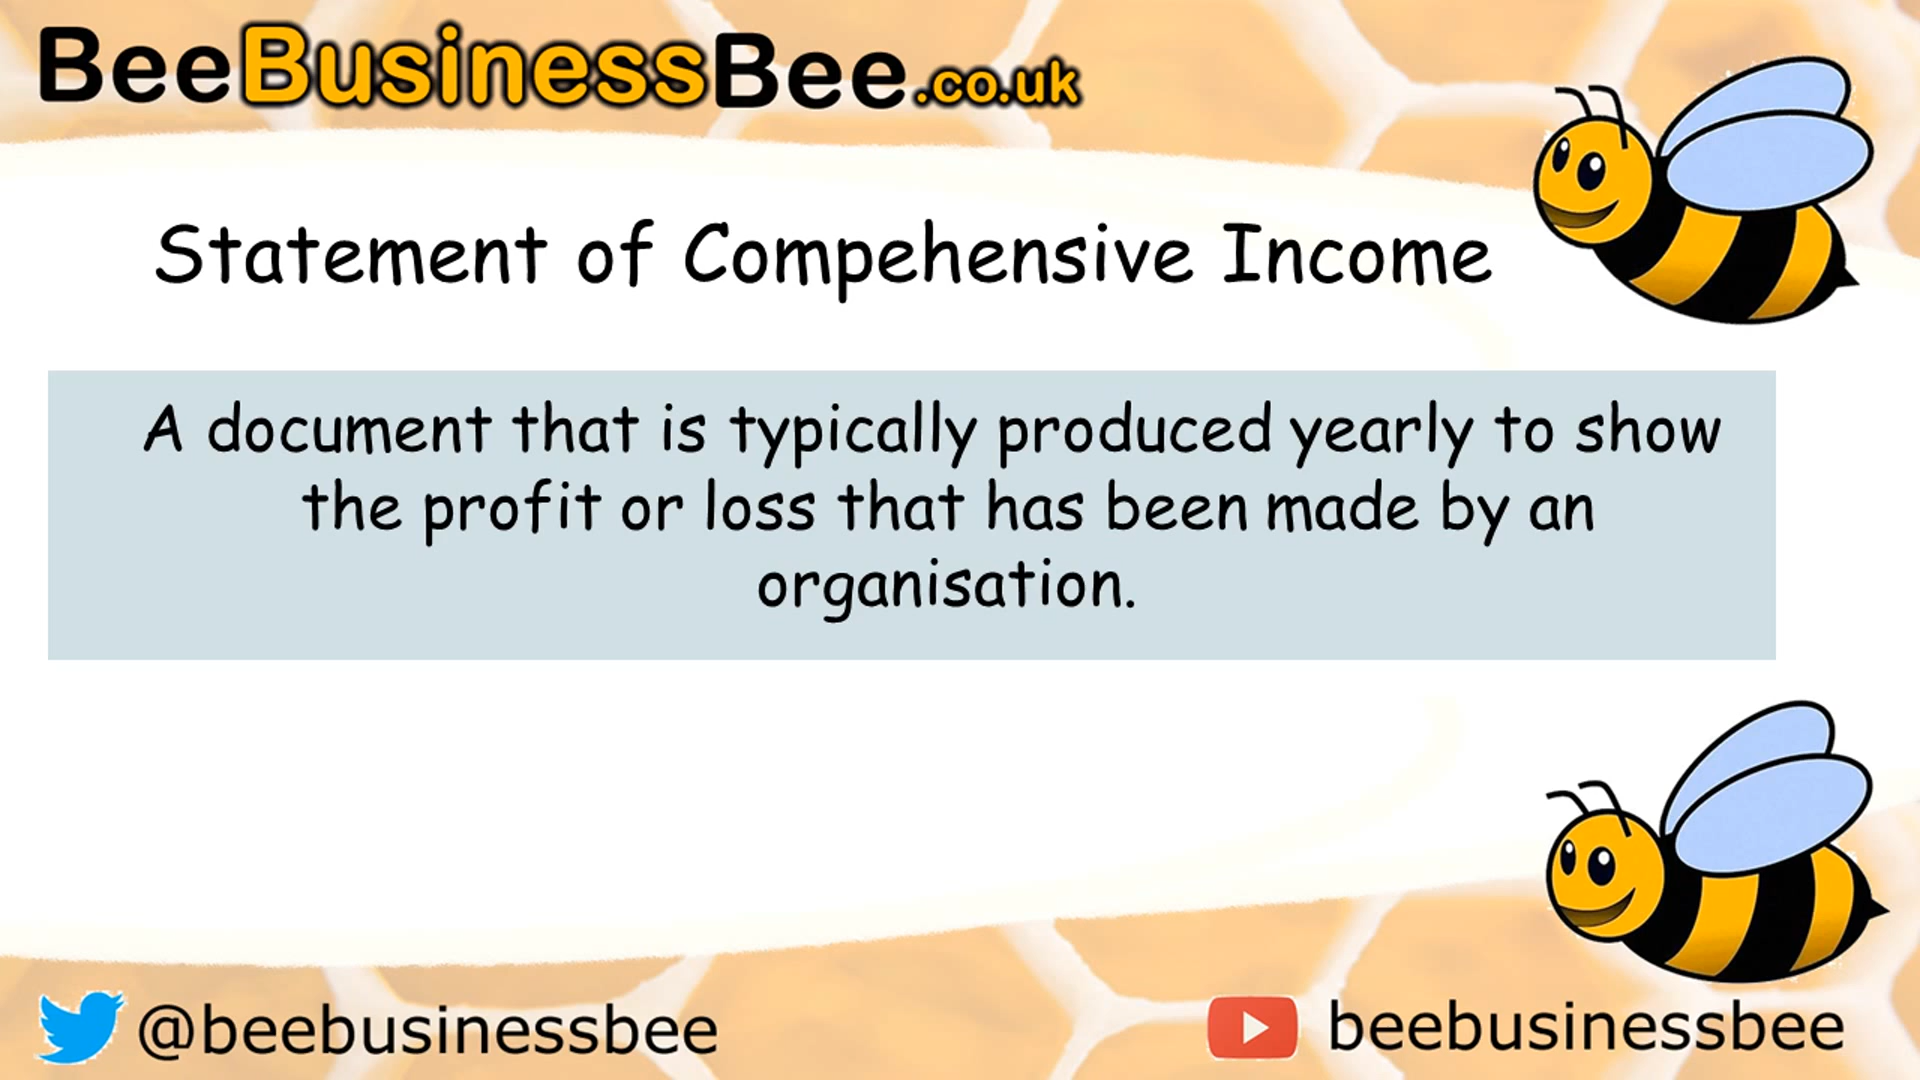 BeeBusinessBee.co.uk
Statement of Compehensive Income
A document that is typically produced yearly to show
the profit or loss that has been made by an
organisation.
@beebusinessbee
beebusinessbee